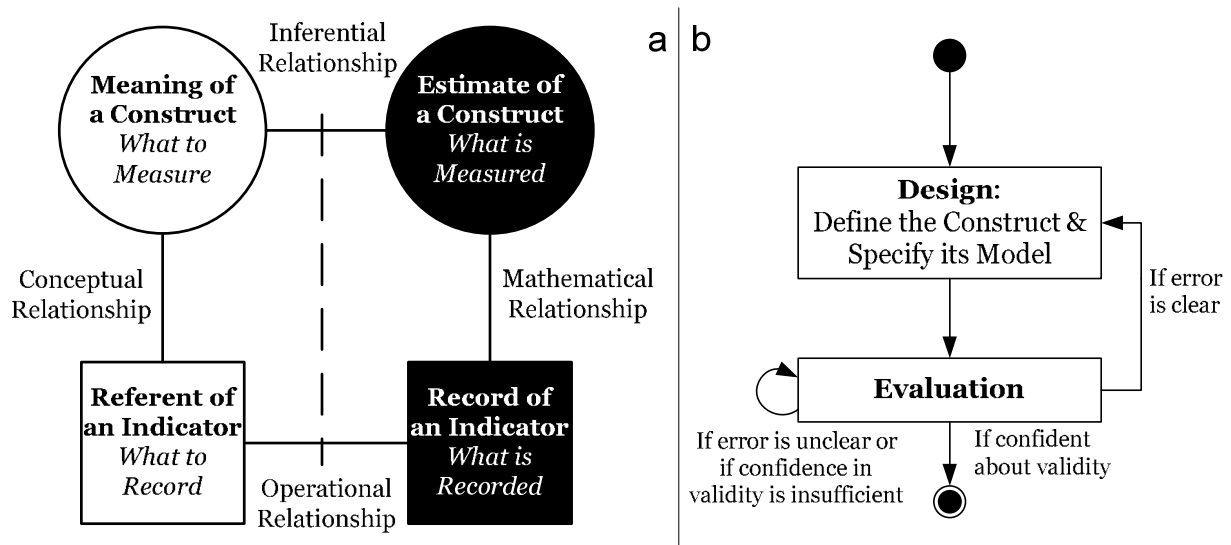 Inferential
Relationship
a
Meaning of
a Construct
What to
Measure
Estimate of
a Construct
What is
Measured
Conceptual
Relationship
Mathematical
Relationship
Referent of
an Indicator
What to
Record
Record of
an Indicator
What is
Recorded
Operational
Relationship
b
Design:
Define the Construct &
Specify its Model
If error
is clear
Evaluation
If error is unclear or
if confidence in
validity is insufficient
If confident
about validity